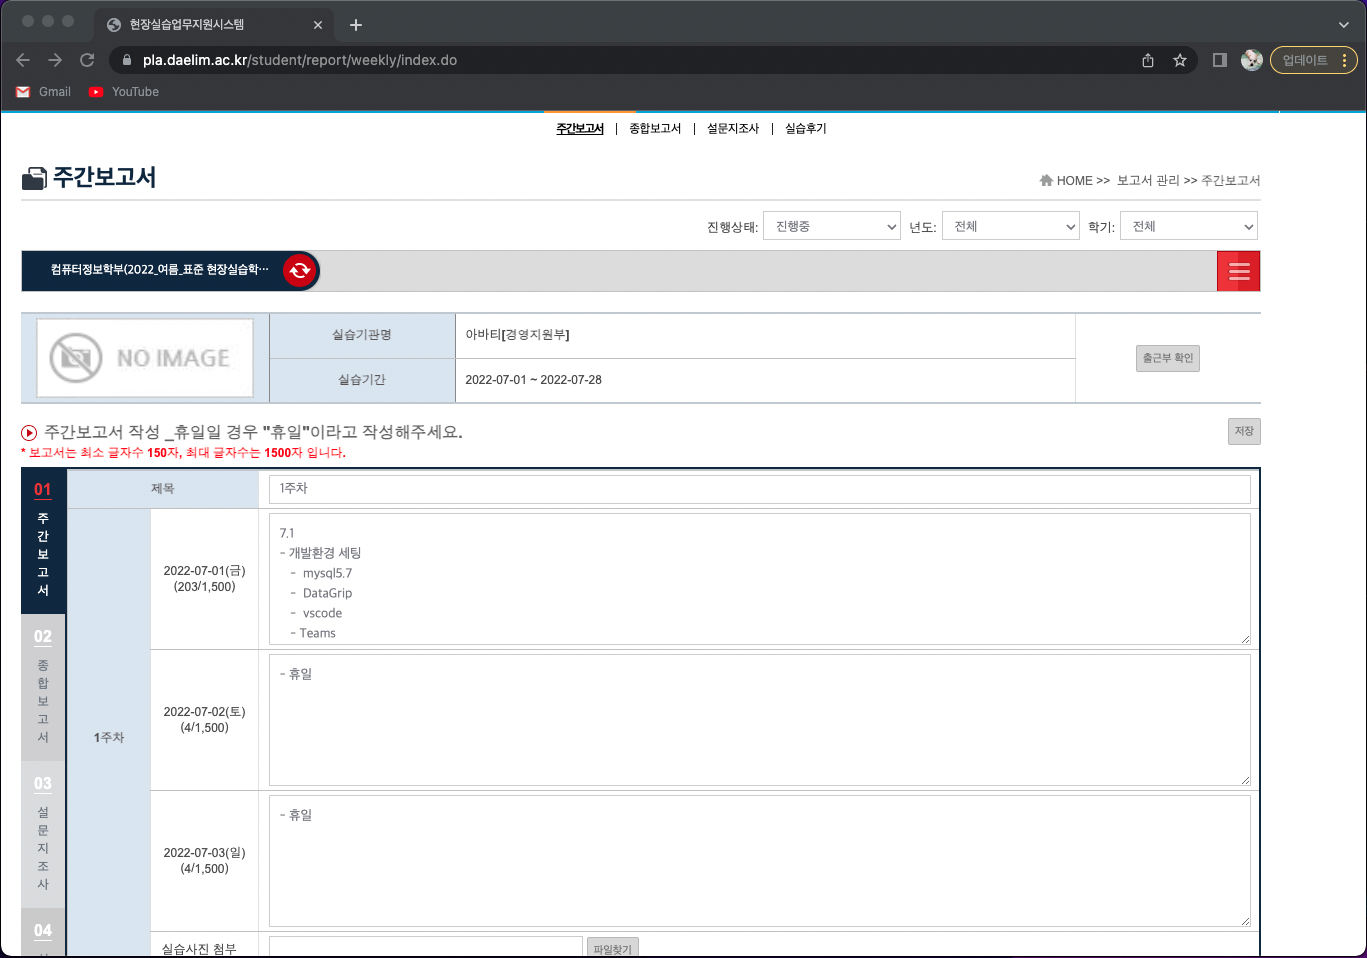 현장실습업무지원시스템
pla.daelim.ac.kr/student/report/weekly/index.do
업데이트
Gmail
YouTube
주간보고서 | 종합보고서 | 설문지조사 | 실습후기
주간보고서
HOME >> 보고서 관리 >> 주간보고서
진행상태: 진행중 년도: 전체 학기: 전체
컴퓨터정보학부(2022_여름_표준 현장실습학…
NO IMAGE
실습기관명
아바티[경영지원부]
실습기간
2022-07-01 ~ 2022-07-28
출근부 확인
주간보고서 작성 _휴일일 경우 "휴일"이라고 작성해주세요.
저장
* 보고서는 최소 글자수 150자, 최대 글자수는 1500자 입니다.
01
주간보고서
02
종합보고서
03
설문지조사
04
제목
1주차
1주차
2022-07-01(금)
(203/1,500)
7.1
- 개발환경 세팅
- mysql5.7
- DataGrip
- vscode
- Teams
2022-07-02(토)
(4/1,500)
- 휴일
2022-07-03(일)
(4/1,500)
- 휴일
실습사진 첨부
파일찾기